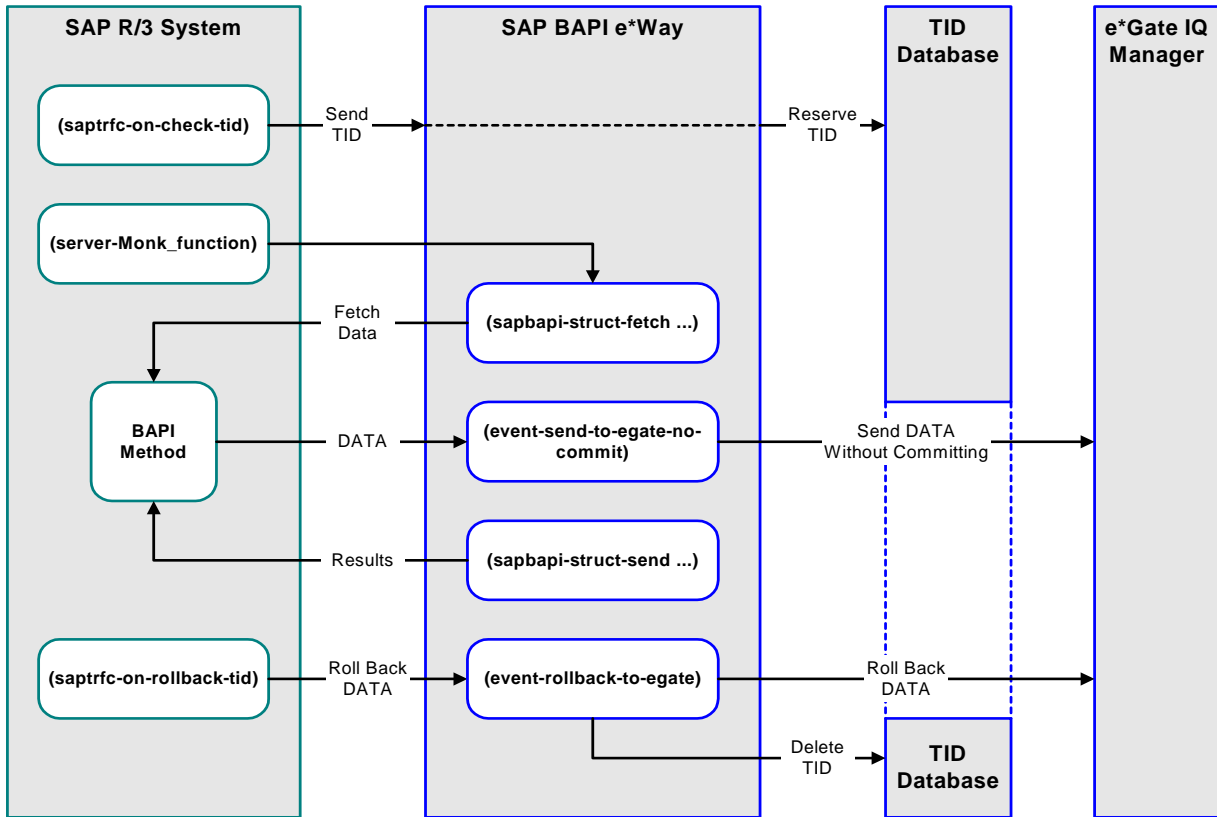 SAP R/3 System
SAP BAPI e*Way
TID
Database
e*Gate IQ
Manager
(saptrfc-on-check-tid)
Send
TID
Reserve
TID
(server-Monk_function)
Fetch
Data
(sapbapi-struct-fetch ...)
BAPI
Method
DATA
(event-send-to-egate-no-
commit)
Send DATA
Without Committing
Results
(sapbapi-struct-send ...)
(saptrfc-on-rollback-tid)
Roll Back
DATA
(event-rollback-to-egate)
Roll Back
DATA
Delete
TID
TID
Database